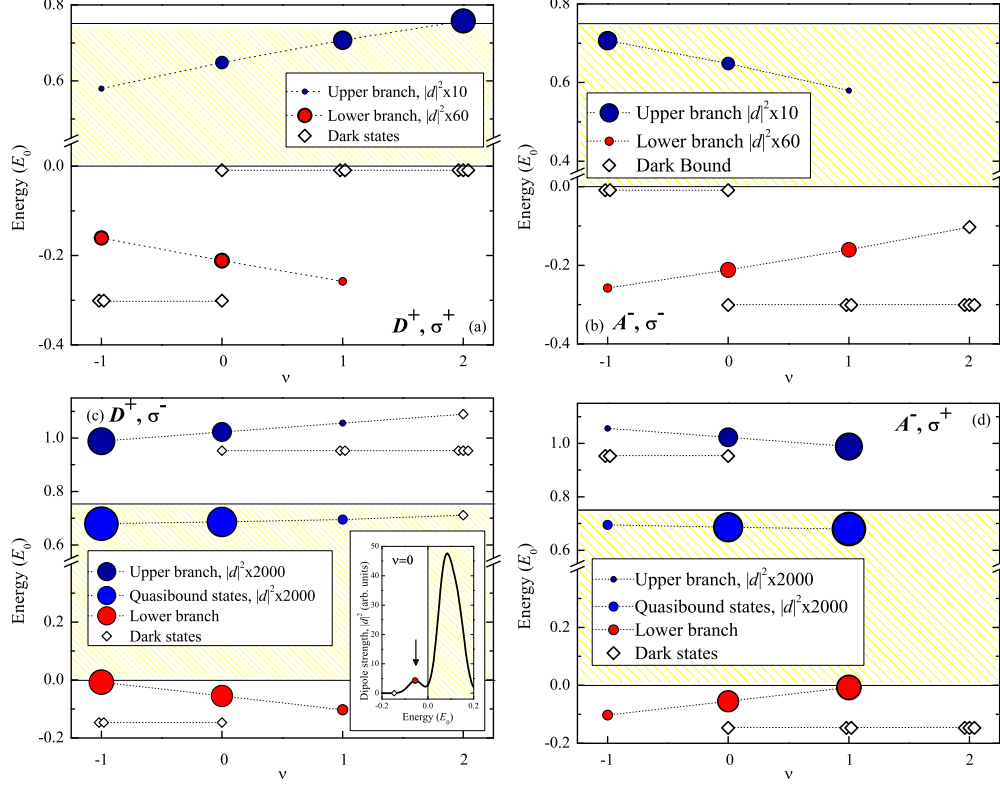 0.8
0.6
0.0
-0.2
-0.4
Energy (E0)
Upper branch, |d|²x10
Lower branch, |d|²x60
Dark states
D+, σ+ (a)
-1 0 1 2
ν
0.8
0.6
0.4
0.0
-0.2
-0.4
Energy (E0)
Upper branch |d|²x10
Lower branch |d|²x60
Dark Bound
(b) A-, σ-
-1 0 1 2
ν
(c) D+, σ-
1.0
0.8
0.6
0.2
0.0
-0.2
Energy (E0)
Upper branch, |d|²x2000
Quasibound states, |d|²x2000
Lower branch
Dark states
ν=0
50
40
30
20
10
0
Dipole strength, |d|² (arb. units)
-0.2 0.0 0.2
Energy (E0)
-1 0 1 2
ν
A-, σ+ (d)
1.0
0.8
0.6
0.2
0.0
-0.2
Energy (E0)
Upper branch, |d|²x2000
Quasibound states, |d|²x2000
Lower branch
Dark states
-1 0 1 2
ν